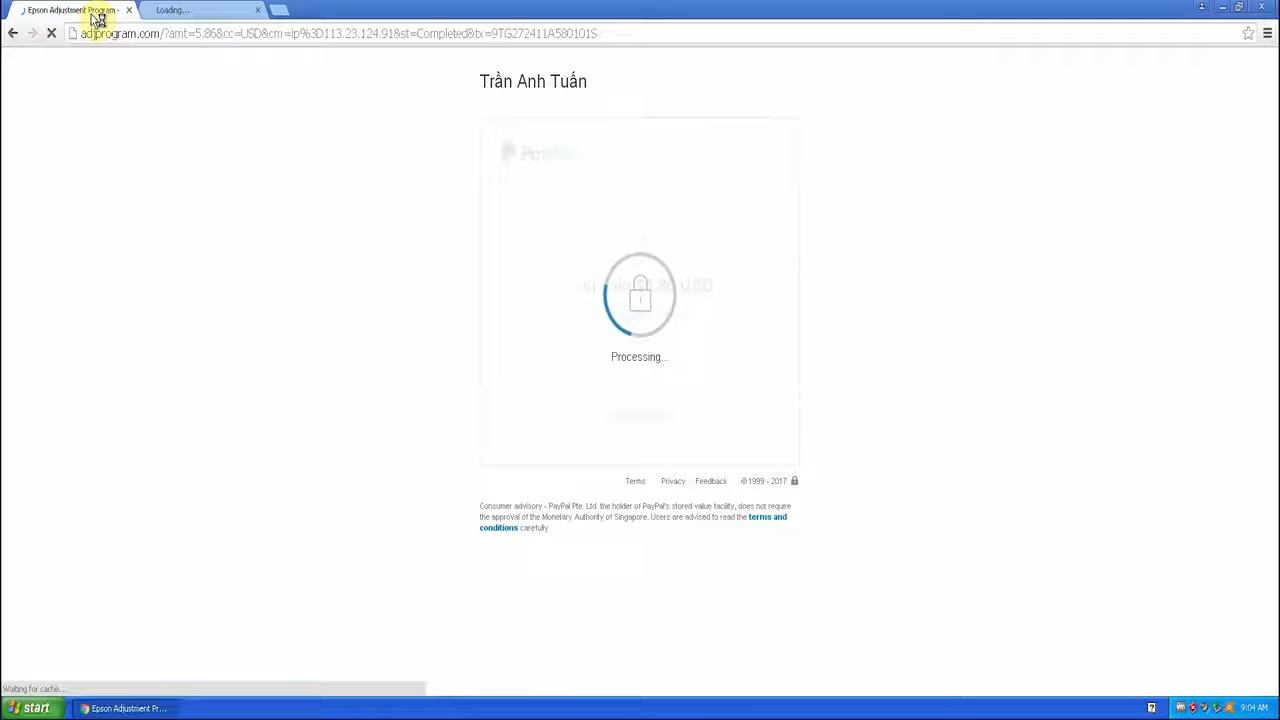 Epson Adjustment Program -
Loading...
adjprogram.com/?amt=5.86&cc=USD&cm=ip%3D113.23.124.91&st=Completed&tx=9TG272411A580101S
Trần Anh Tuấn
PayPal
USD
Processing...
Terms Privacy Feedback © 1999 - 2017
Consumer advisory - PayPal Pte. Ltd. the holder of PayPal's stored value facility, does not require
the approval of the Monetary Authority of Singapore. Users are advised to read the terms and
conditions carefully.
Waiting for cache...
start
Epson Adjustment Pr...
9:04 AM